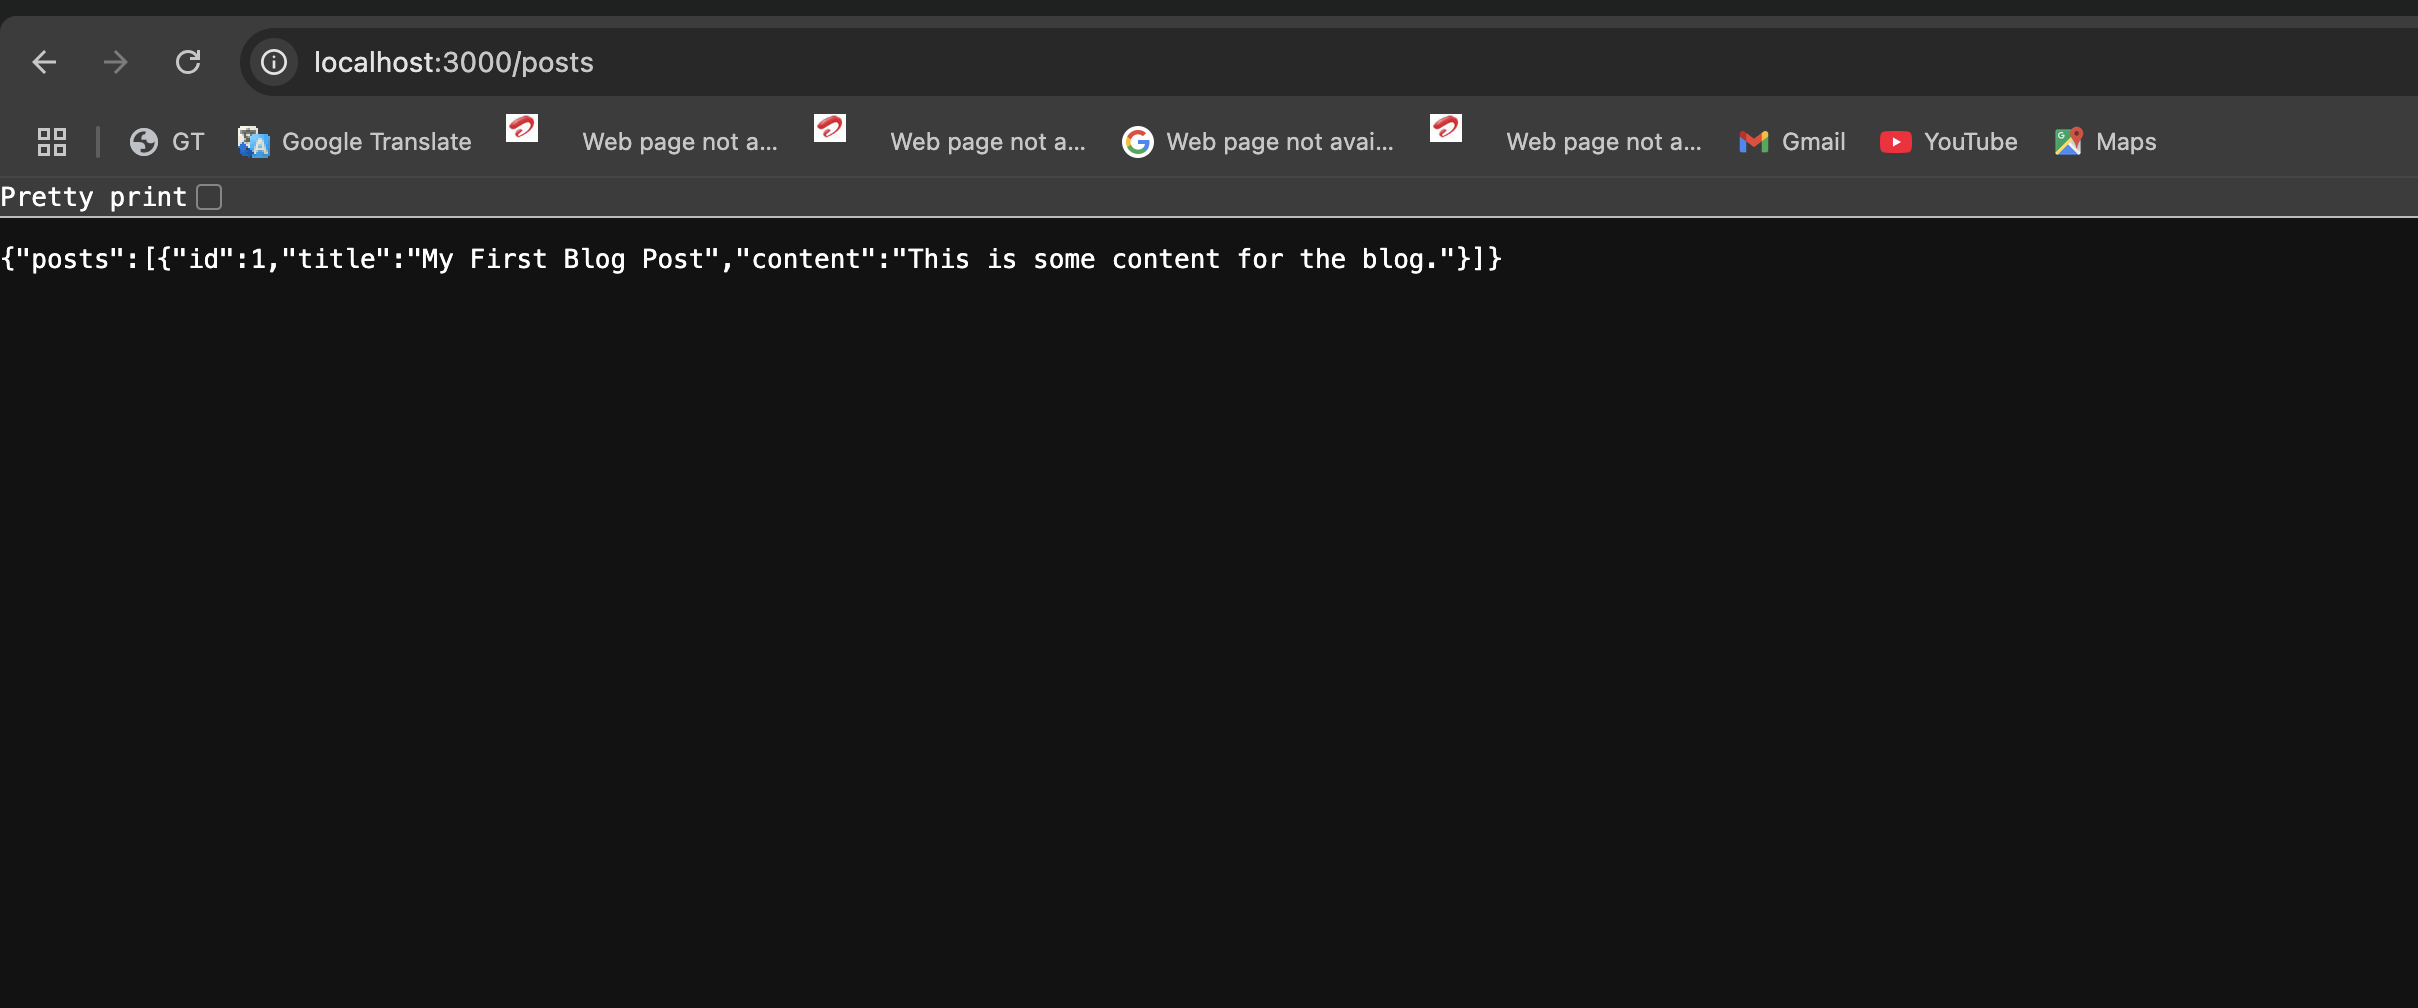 localhost:3000/posts
GT Google Translate Web page not a... Web page not a... Web page not avai... Web page not a... Gmail YouTube Maps
Pretty print
{"posts":[{"id":1,"title":"My First Blog Post","content":"This is some content for the blog."}]}